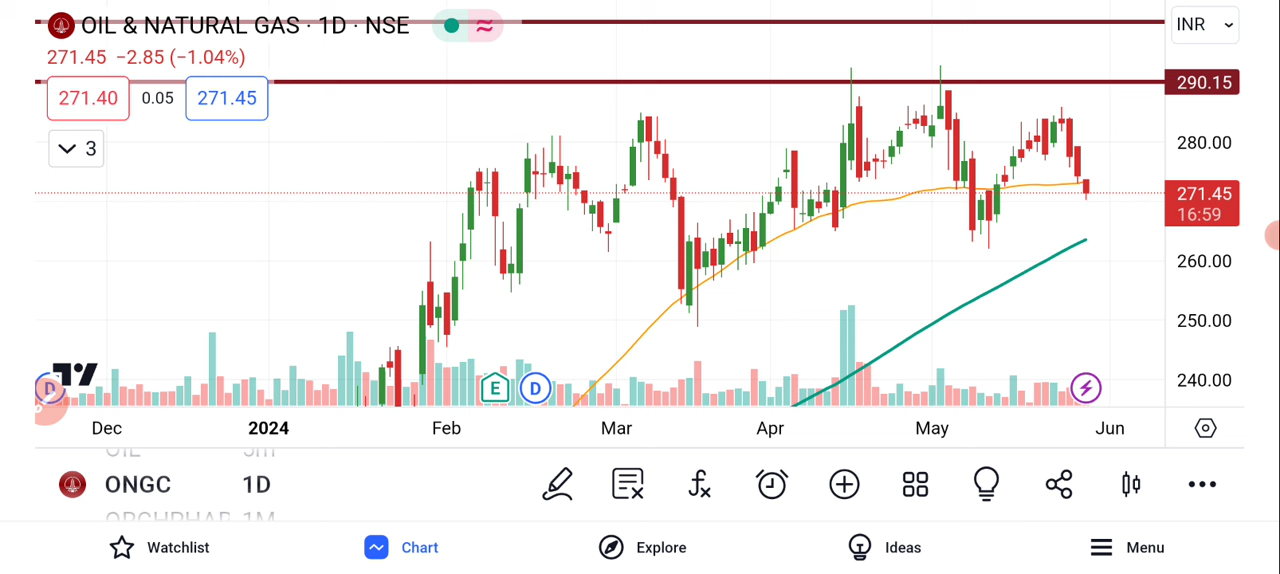 OIL & NATURAL GAS · 1D · NSE
INR
271.45 −2.85 (−1.04%)
271.40 0.05 271.45
290.15
3
280.00
271.45
16:59
260.00
250.00
240.00
D E D
Dec 2024 Feb Mar Apr May Jun
ONGC 1D
Watchlist Chart Explore Ideas Menu